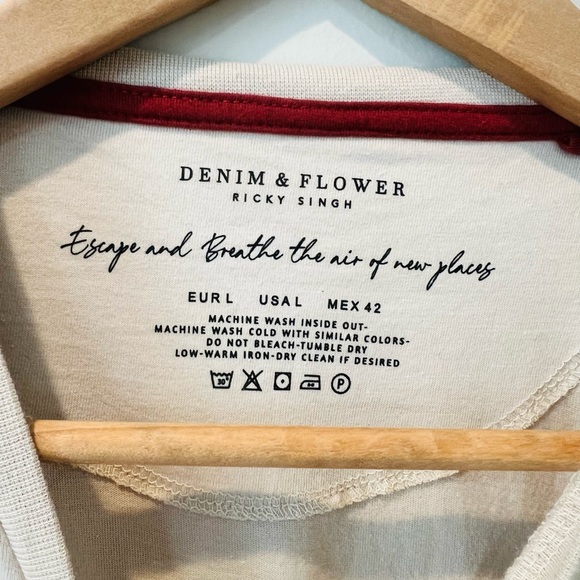 DENIM & FLOWER
RICKY SINGH
Escape and Breathe the air of new places
EUR L USA L MEX 42
MACHINE WASH INSIDE OUT-
MACHINE WASH COLD WITH SIMILAR COLORS-
DO NOT BLEACH-TUMBLE DRY
LOW-WARM IRON-DRY CLEAN IF DESIRED
30° P